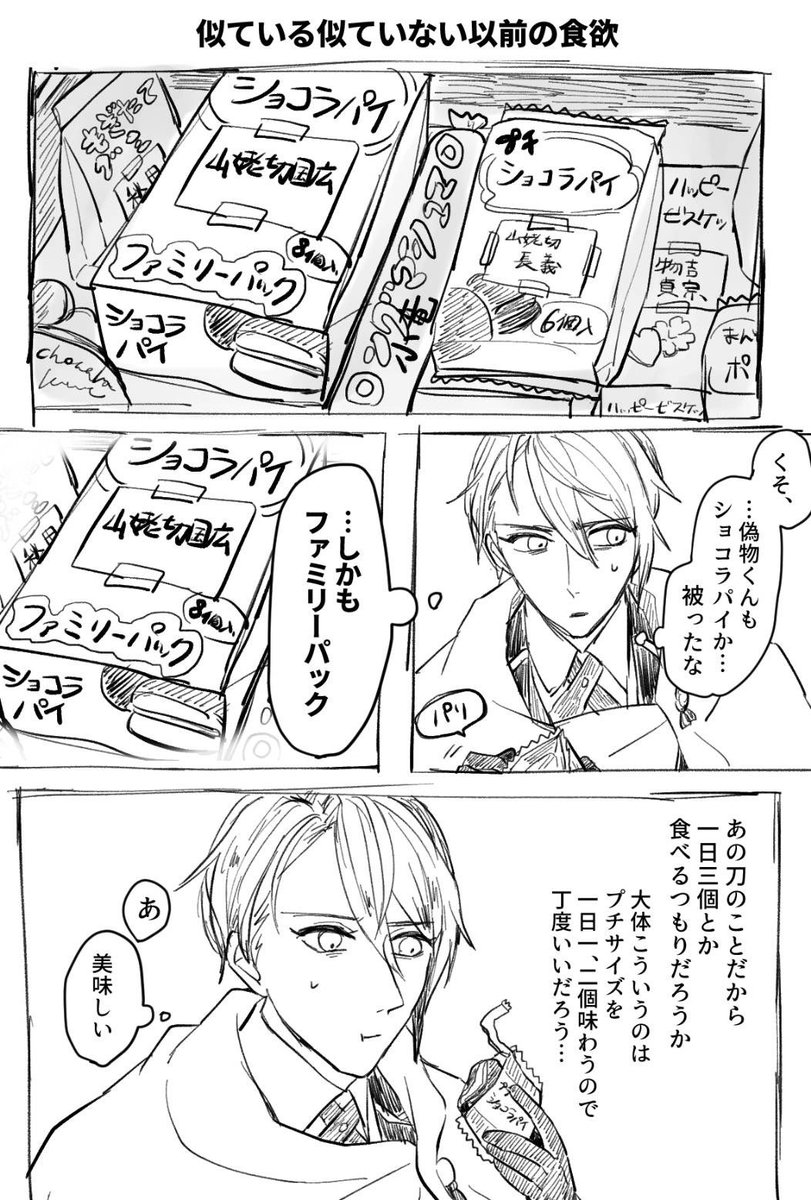 似ている似ていない以前の食欲
ショコラパイ
山姥切国広
8個入
ファミリーパック
ショコラ
パイ
ロングマシュマロ
小竜
プチ
ショコラパイ
山姥切
長義
6個入
ハッピー
ビスケッ
物吉
貞宗
まん
ポ
ハッピービスケッ
くそ、
…偽物くんも
ショコラパイか…
被ったな
パリ
…しかも
ファミリーパック
ショコラパイ
山姥切国広
8個入
ファミリーパック
ショコラ
パイ
あの刀のことだから
一日三個とか
食べるつもりだろうか
大体こういうのは
プチサイズを
一日一、二個味わうので
丁度いいだろう…
プチ
ショコラパイ
あ
美味しい